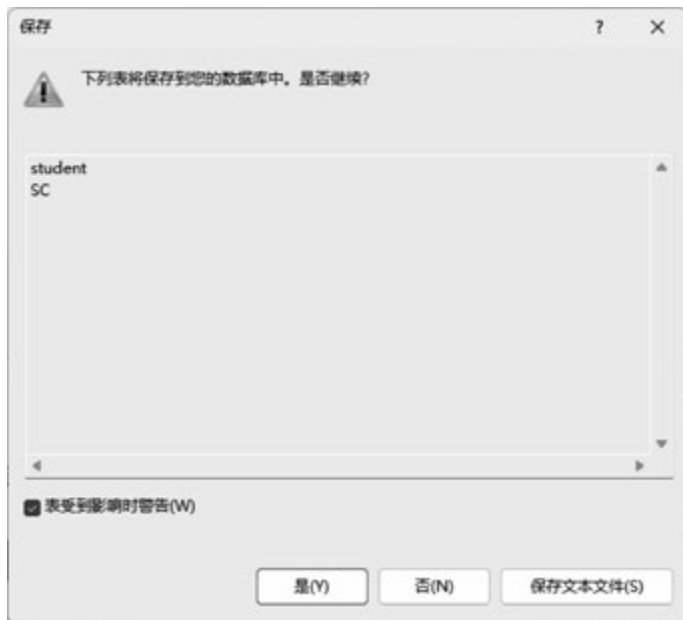 保存
下列表将保存到您的数据库中。是否继续?
student
SC
表受到影响时警告(W)
是(Y)
否(N)
保存文本文件(S)